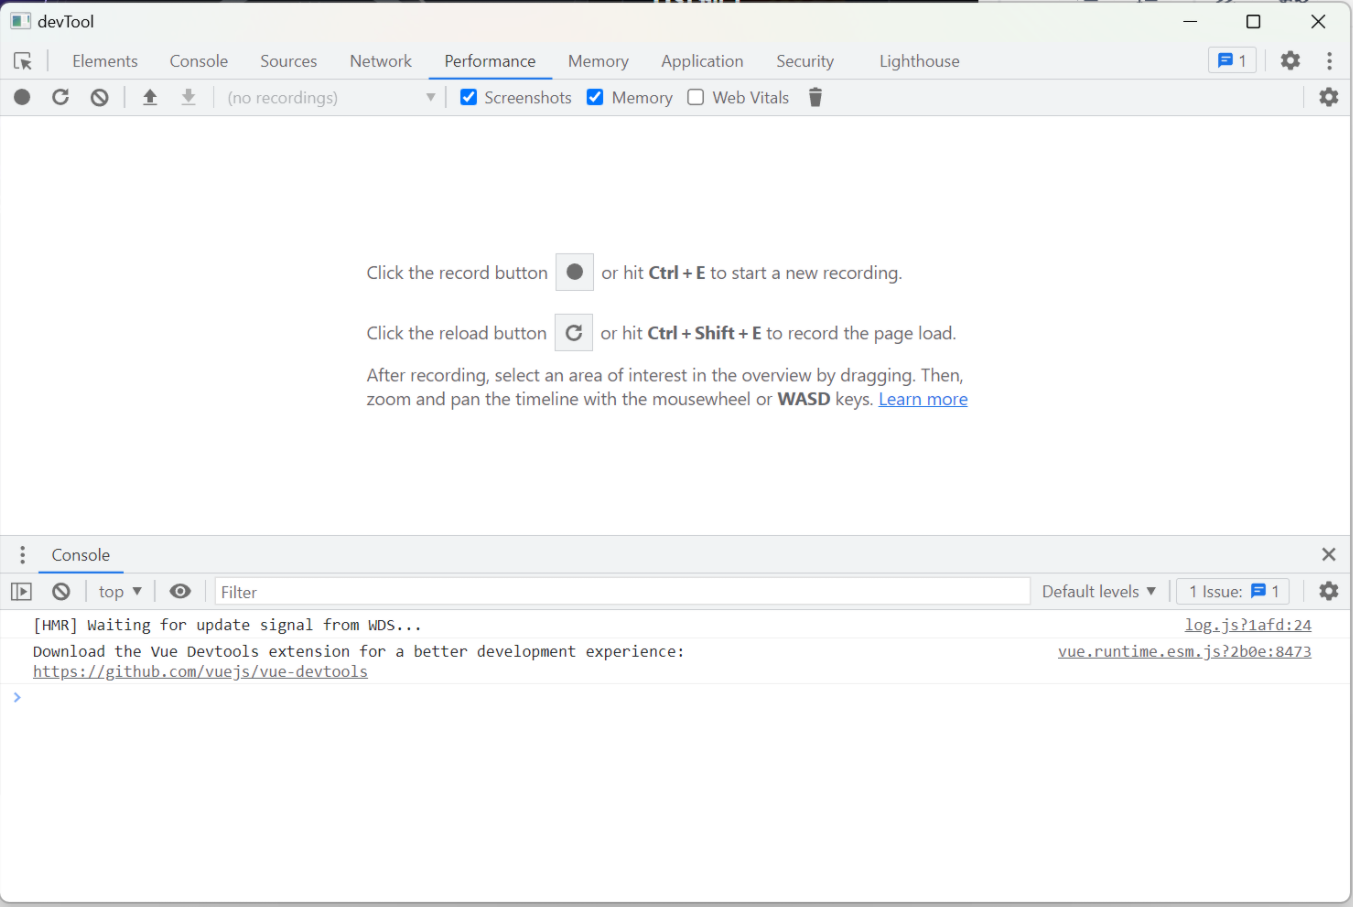 devTool
Elements Console Sources Network Performance Memory Application Security Lighthouse 1
(no recordings) Screenshots Memory Web Vitals
Click the record button or hit Ctrl + E to start a new recording.
Click the reload button or hit Ctrl + Shift + E to record the page load.
After recording, select an area of interest in the overview by dragging. Then,
zoom and pan the timeline with the mousewheel or WASD keys. Learn more
Console
top Filter Default levels 1 Issue: 1
[HMR] Waiting for update signal from WDS... log.js?1afd:24
Download the Vue Devtools extension for a better development experience: vue.runtime.esm.js?2b0e:8473
https://github.com/vuejs/vue-devtools